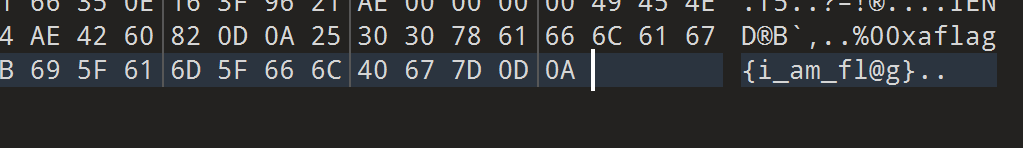 66 35 0E 16 3F 96 21 AE 00 00 00 00 49 45 4E .f5..?–!®....IEN
4 AE 42 60 82 0D 0A 25 30 30 78 61 66 6C 61 67 D®B`‚..%00xaflag
B 69 5F 61 6D 5F 66 6C 40 67 7D 0D 0A {i_am_fl@g}..